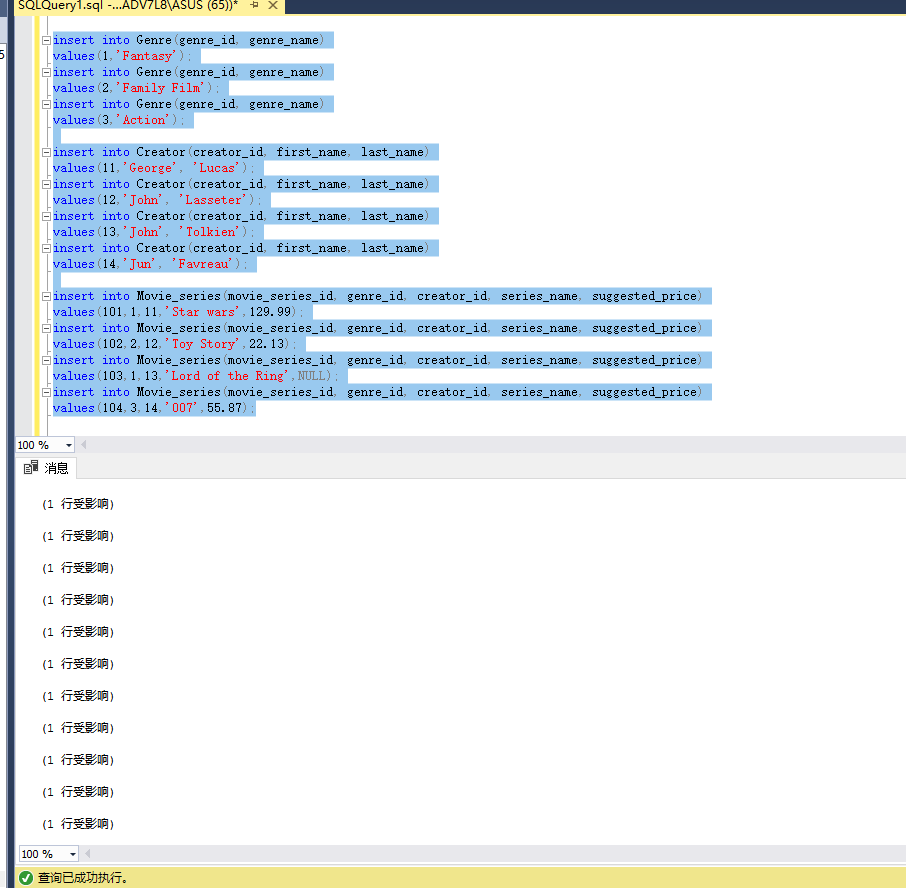 SQLQuery1.sql -...ADV7L8\ASUS (65))*
5
insert into Genre(genre_id, genre_name)
values(1,'Fantasy');
insert into Genre(genre_id, genre_name)
values(2,'Family Film');
insert into Genre(genre_id, genre_name)
values(3,'Action');
insert into Creator(creator_id, first_name, last_name)
values(11,'George', 'Lucas');
insert into Creator(creator_id, first_name, last_name)
values(12,'John', 'Lasseter');
insert into Creator(creator_id, first_name, last_name)
values(13,'John', 'Tolkien');
insert into Creator(creator_id, first_name, last_name)
values(14,'Jun', 'Favreau');
insert into Movie_series(movie_series_id, genre_id, creator_id, series_name, suggested_price)
values(101,1,11,'Star wars',129.99);
insert into Movie_series(movie_series_id, genre_id, creator_id, series_name, suggested_price)
values(102,2,12,'Toy Story',22.13);
insert into Movie_series(movie_series_id, genre_id, creator_id, series_name, suggested_price)
values(103,1,13,'Lord of the Ring',NULL);
insert into Movie_series(movie_series_id, genre_id, creator_id, series_name, suggested_price)
values(104,3,14,'007',55.87);
100 %
消息
(1 行受影响)
(1 行受影响)
(1 行受影响)
(1 行受影响)
(1 行受影响)
(1 行受影响)
(1 行受影响)
(1 行受影响)
(1 行受影响)
(1 行受影响)
(1 行受影响)
100 %
查询已成功执行。